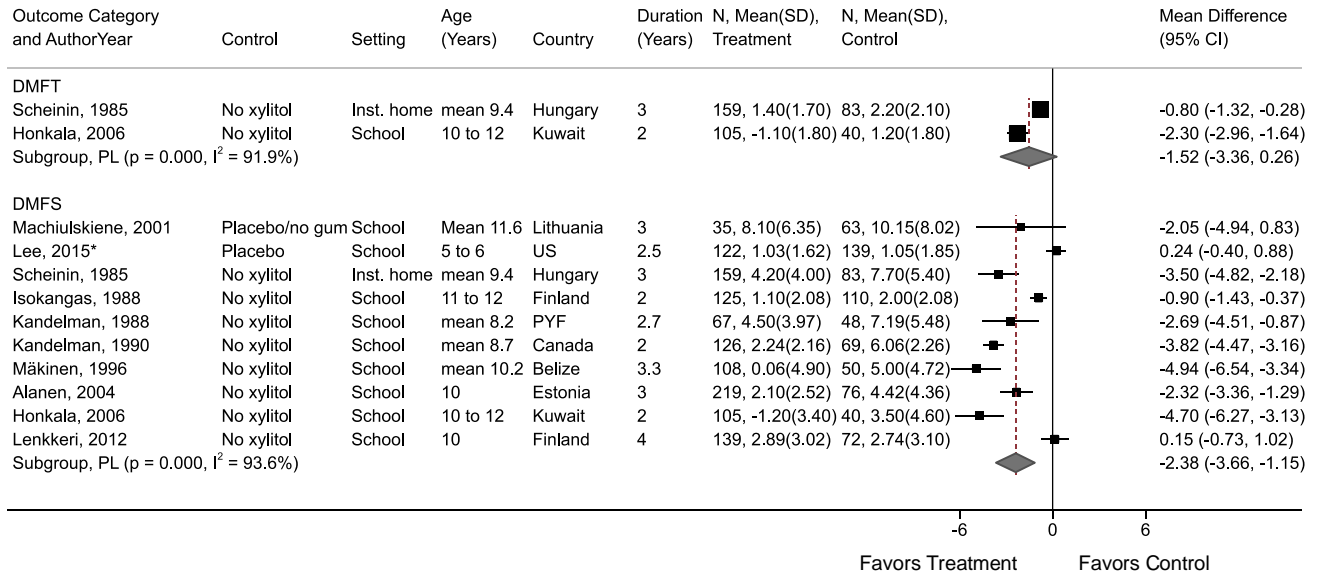 Outcome Category and AuthorYear Control Setting Age (Years) Country Duration (Years) N, Mean(SD), Treatment N, Mean(SD), Control Mean Difference (95% CI)
DMFT
Scheinin, 1985 No xylitol Inst. home mean 9.4 Hungary 3 159, 1.40(1.70) 83, 2.20(2.10) -0.80 (-1.32, -0.28)
Honkala, 2006 No xylitol School 10 to 12 Kuwait 2 105, -1.10(1.80) 40, 1.20(1.80) -2.30 (-2.96, -1.64)
Subgroup, PL (p = 0.000, I² = 91.9%) -1.52 (-3.36, 0.26)
DMFS
Machiulskiene, 2001 Placebo/no gum School Mean 11.6 Lithuania 3 35, 8.10(6.35) 63, 10.15(8.02) -2.05 (-4.94, 0.83)
Lee, 2015* Placebo School 5 to 6 US 2.5 122, 1.03(1.62) 139, 1.05(1.85) 0.24 (-0.40, 0.88)
Scheinin, 1985 No xylitol Inst. home mean 9.4 Hungary 3 159, 4.20(4.00) 83, 7.70(5.40) -3.50 (-4.82, -2.18)
Isokangas, 1988 No xylitol School 11 to 12 Finland 2 125, 1.10(2.08) 110, 2.00(2.08) -0.90 (-1.43, -0.37)
Kandelman, 1988 No xylitol School mean 8.2 PYF 2.7 67, 4.50(3.97) 48, 7.19(5.48) -2.69 (-4.51, -0.87)
Kandelman, 1990 No xylitol School mean 8.7 Canada 2 126, 2.24(2.16) 69, 6.06(2.26) -3.82 (-4.47, -3.16)
Mäkinen, 1996 No xylitol School mean 10.2 Belize 3.3 108, 0.06(4.90) 50, 5.00(4.72) -4.94 (-6.54, -3.34)
Alanen, 2004 No xylitol School 10 Estonia 3 219, 2.10(2.52) 76, 4.42(4.36) -2.32 (-3.36, -1.29)
Honkala, 2006 No xylitol School 10 to 12 Kuwait 2 105, -1.20(3.40) 40, 3.50(4.60) -4.70 (-6.27, -3.13)
Lenkkeri, 2012 No xylitol School 10 Finland 4 139, 2.89(3.02) 72, 2.74(3.10) 0.15 (-0.73, 1.02)
Subgroup, PL (p = 0.000, I² = 93.6%) -2.38 (-3.66, -1.15)
-6 0 6
Favors Treatment Favors Control